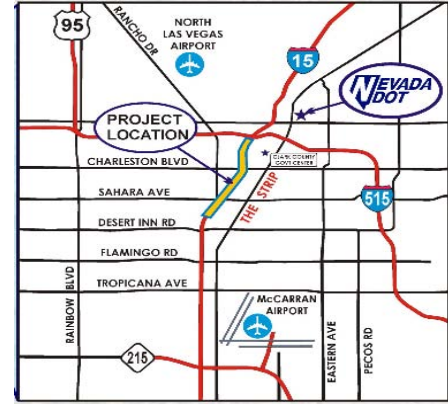 95
RANCHO DR
NORTH
LAS VEGAS
AIRPORT
15
NEVADA
DOT
PROJECT
LOCATION
CLARK COUNTY
GOVT CENTER
CHARLESTON BLVD
SAHARA AVE
THE STRIP
515
DESERT INN RD
FLAMINGO RD
TROPICANA AVE
RAINBOW BLVD
McCARRAN
AIRPORT
EASTERN AVE
PECOS RD
215